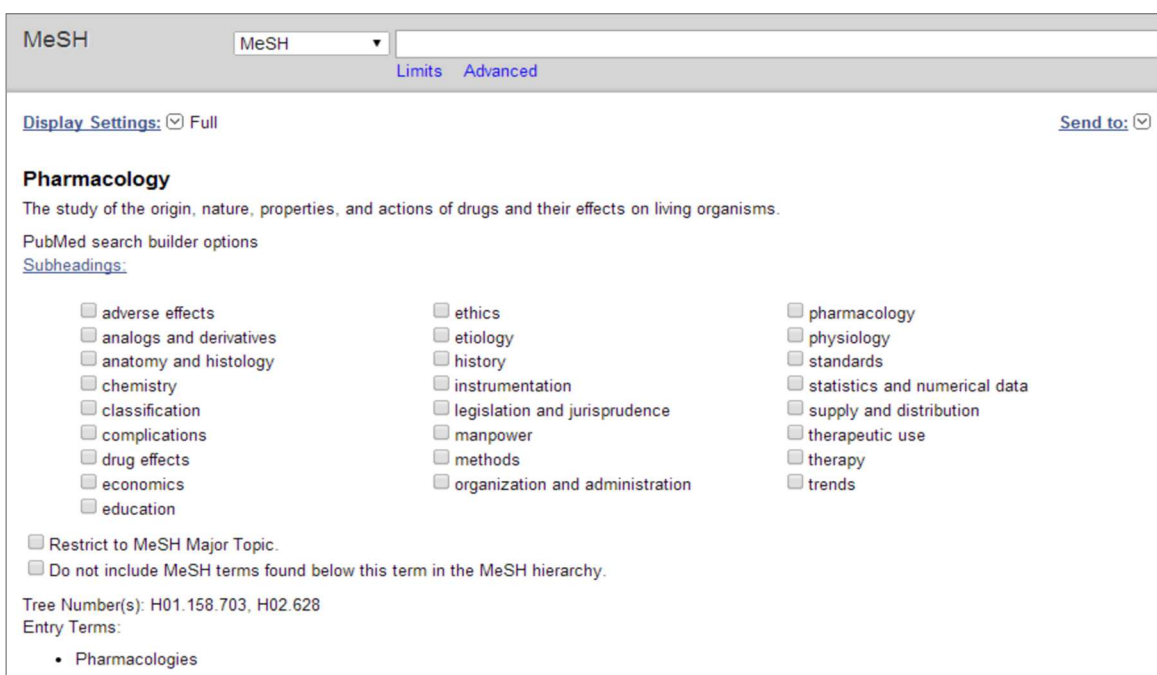 MeSH
MeSH
Limits Advanced
Display Settings: Full
Send to:
Pharmacology
The study of the origin, nature, properties, and actions of drugs and their effects on living organisms.
PubMed search builder options
Subheadings:
adverse effects
analogs and derivatives
anatomy and histology
chemistry
classification
complications
drug effects
economics
education
ethics
etiology
history
instrumentation
legislation and jurisprudence
manpower
methods
organization and administration
pharmacology
physiology
standards
statistics and numerical data
supply and distribution
therapeutic use
therapy
trends
Restrict to MeSH Major Topic.
Do not include MeSH terms found below this term in the MeSH hierarchy.
Tree Number(s): H01.158.703, H02.628
Entry Terms:
• Pharmacologies